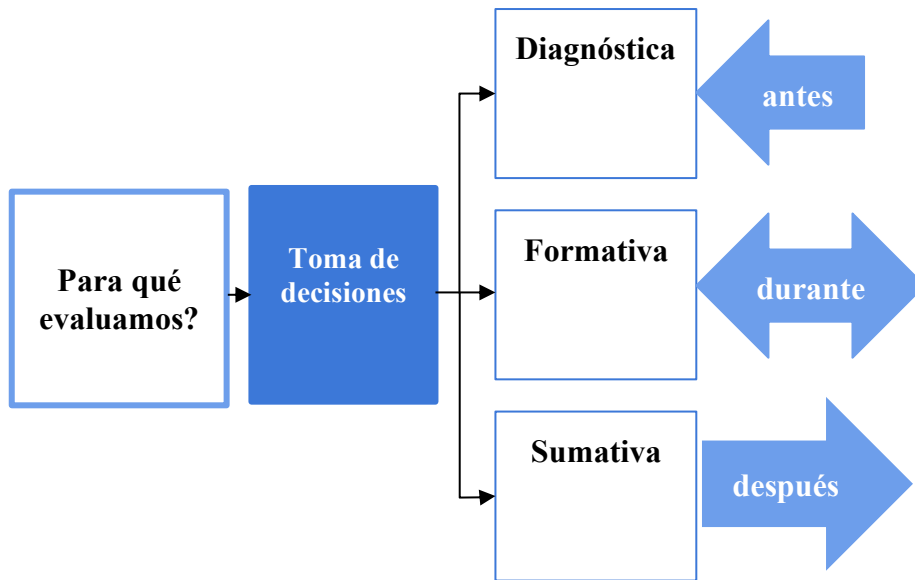 Diagnóstica
antes
Para qué
evaluamos?
Toma de
decisiones
Formativa
durante
Sumativa
después